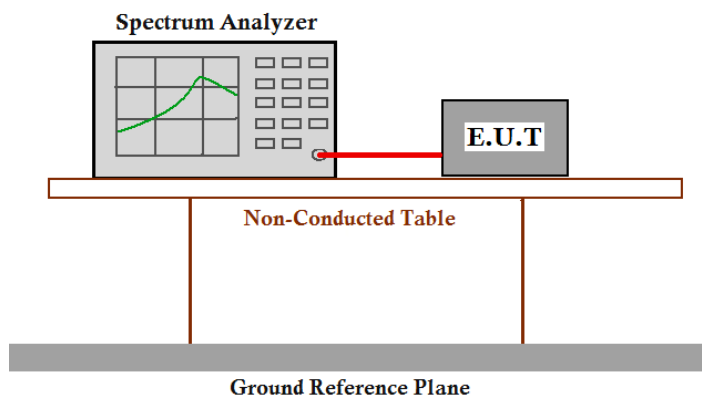 Spectrum Analyzer
E.U.T
Non-Conducted Table
Ground Reference Plane